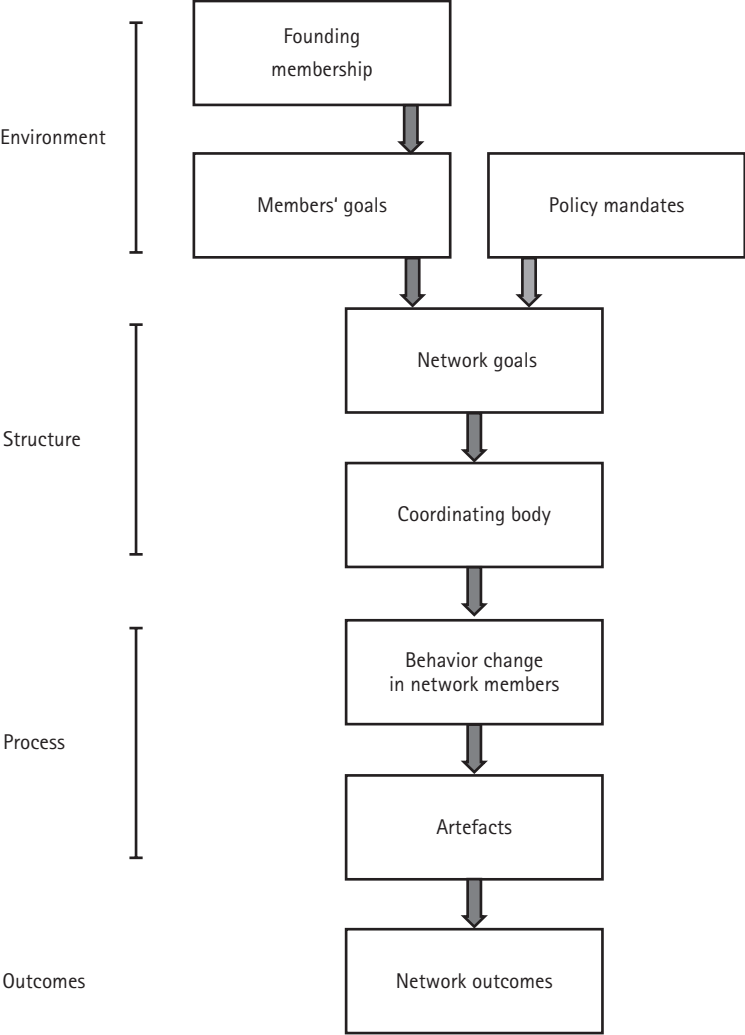 Founding
membership
Environment
Members‘ goals
Policy mandates
Network goals
Structure
Coordinating body
Behavior change
in network members
Process
Artefacts
Outcomes
Network outcomes